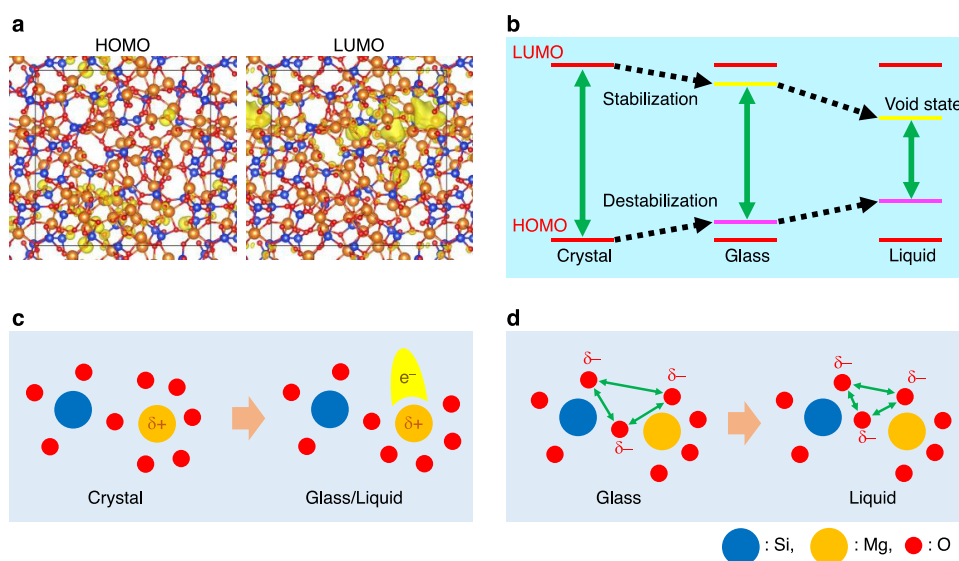 a
HOMO
LUMO
b
LUMO
Stabilization
Void state
Destabilization
HOMO
Crystal
Glass
Liquid
c
e−
δ+
δ+
Crystal
Glass/Liquid
d
δ−
δ−
δ−
δ−
δ−
δ−
Glass
Liquid
: Si, : Mg, : O